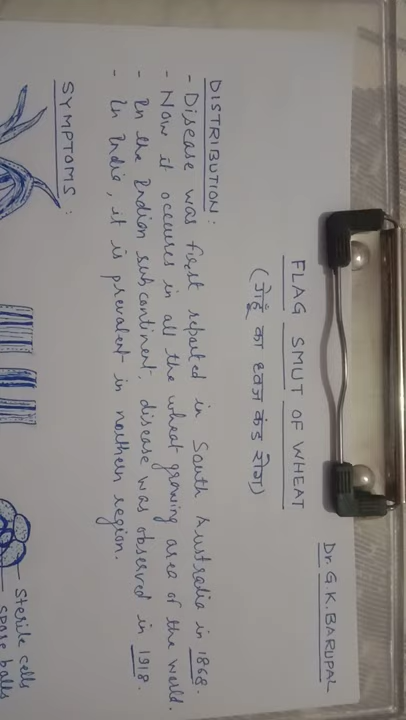 Dr. G.K. BARUPAL
FLAG SMUT OF WHEAT
(गेहूँ का ध्वज कंड रोग)
DISTRIBUTION:
- Disease was first reported in South Australia in 1868.
- Now it occures in all the wheat growing area of the world.
- In the Indian subcontinent, disease was observed in 1918.
- In India, it is prevalent in northern region.
SYMPTOMS:
Sterile cells
spore balls